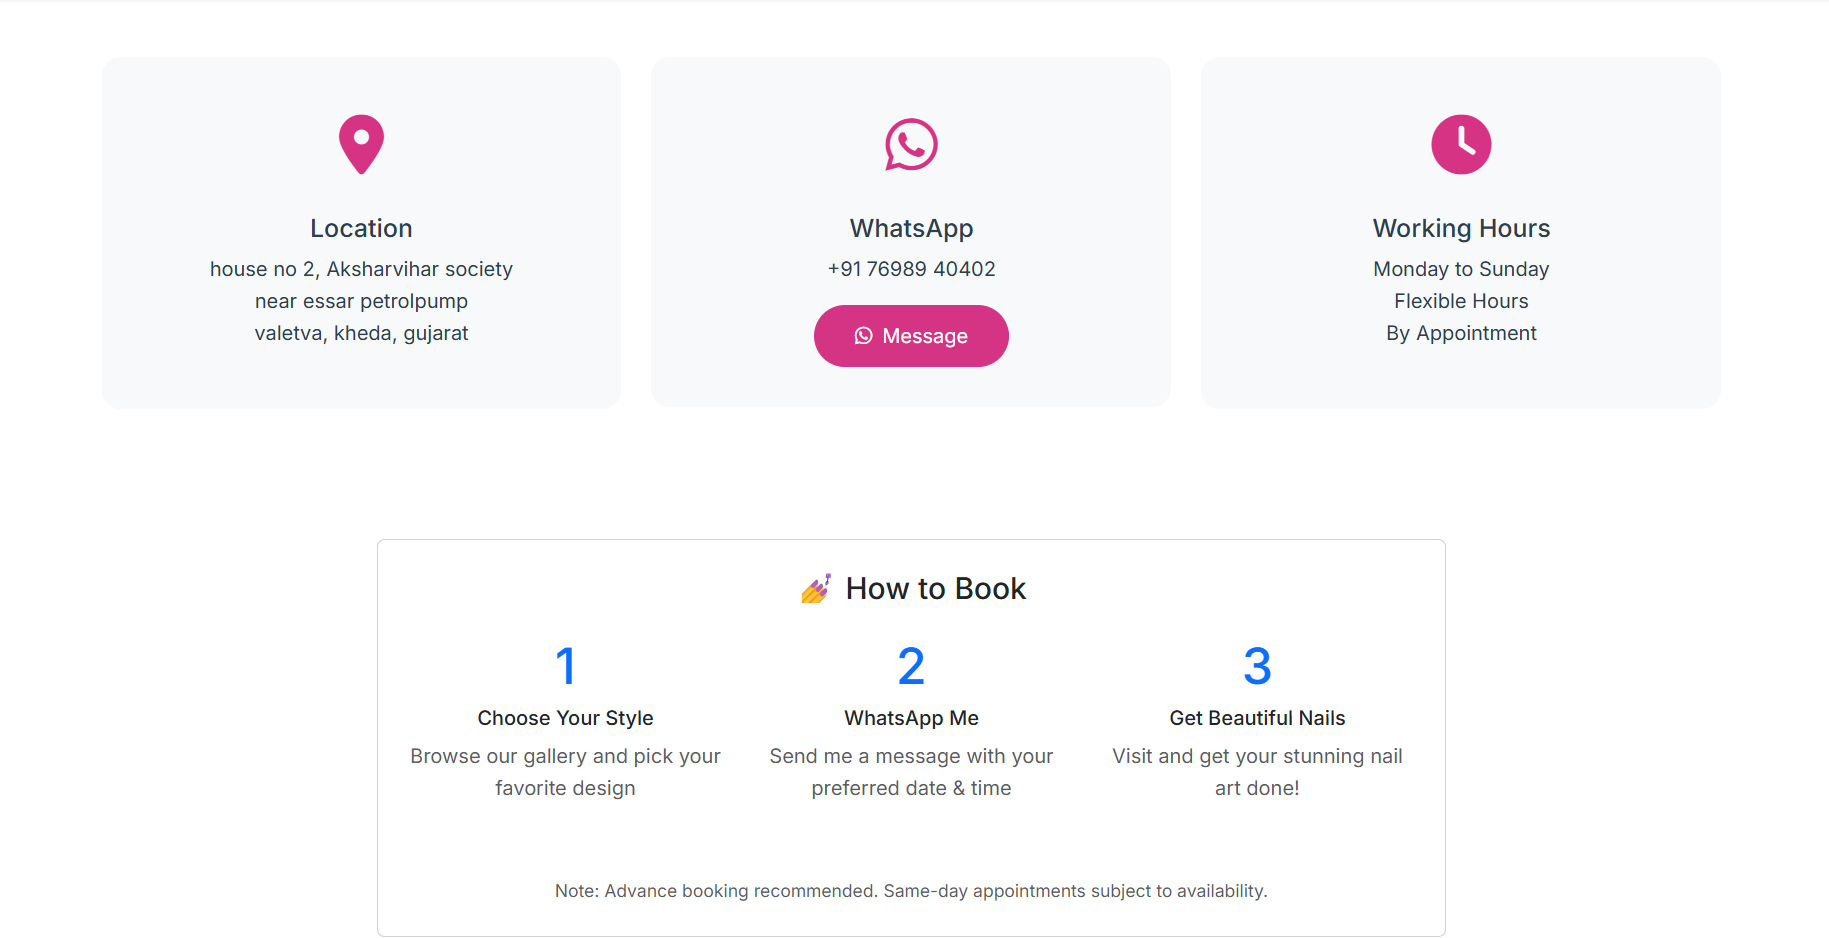 Location
house no 2, Aksharvihar society
near essar petrolpump
valetva, kheda, gujarat
WhatsApp
+91 76989 40402
Message
Working Hours
Monday to Sunday
Flexible Hours
By Appointment
How to Book
1
Choose Your Style
Browse our gallery and pick your
favorite design
2
WhatsApp Me
Send me a message with your
preferred date & time
3
Get Beautiful Nails
Visit and get your stunning nail
art done!
Note: Advance booking recommended. Same-day appointments subject to availability.